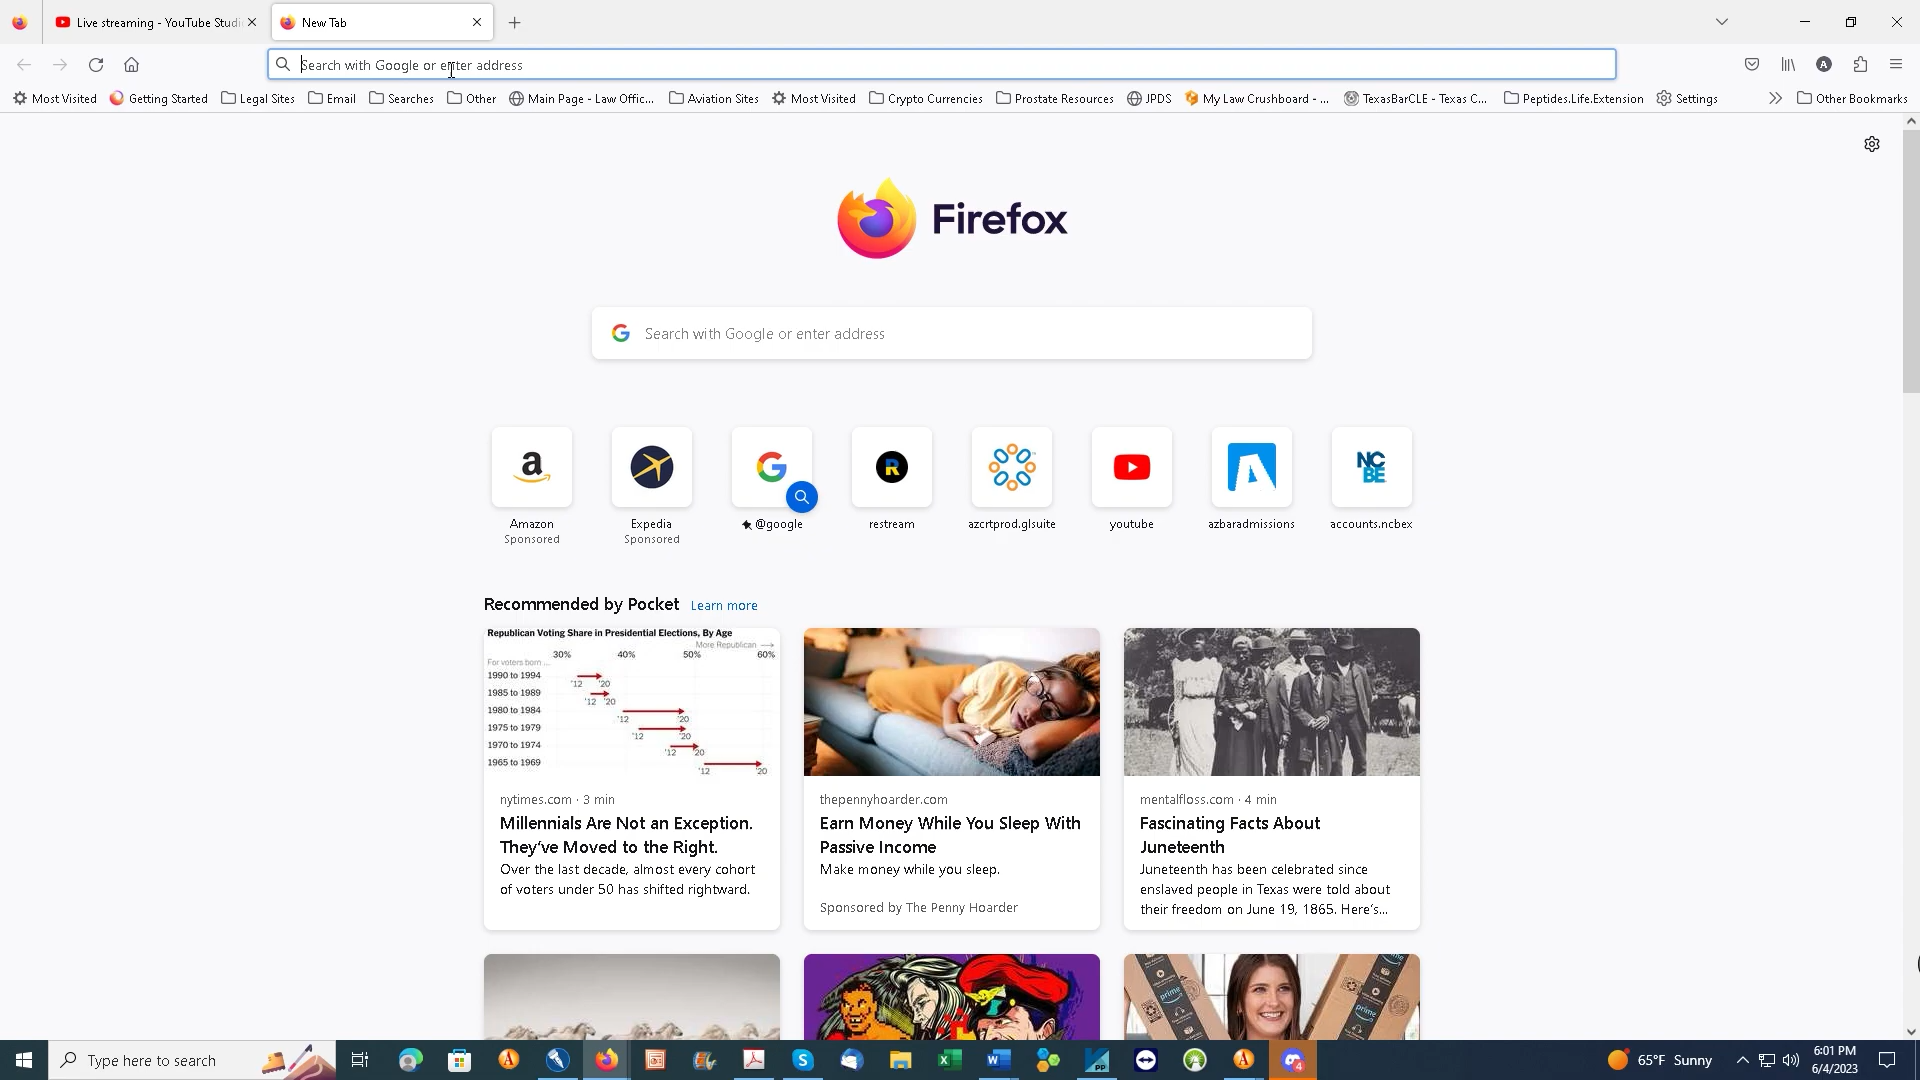 Live streaming - YouTube Studi
New Tab
Search with Google or enter address
Most Visited
Getting Started
Legal Sites
Email
Searches
Other
Main Page - Law Offic...
Aviation Sites
Most Visited
Crypto Currencies
Prostate Resources
JPDS
My Law Crushboard - ...
TexasBarCLE - Texas C...
Peptides.Life.Extension
Settings
Other Bookmarks
Firefox
Search with Google or enter address
Amazon
Sponsored
Expedia
Sponsored
@google
restream
azcrtprod.glsuite
youtube
azbaradmissions
NC
BE
accounts.ncbex
Recommended by Pocket Learn more
Republican Voting Share in Presidential Elections, By Age
More Republican
For voters born ...
30% 40% 50% 60%
1990 to 1994
'12 '20
1985 to 1989
'12 '20
1980 to 1984
'12 '20
1975 to 1979
'12 '20
1970 to 1974
'12 '20
1965 to 1969
'12 '20
nytimes.com · 3 min
Millennials Are Not an Exception.
They've Moved to the Right.
Over the last decade, almost every cohort
of voters under 50 has shifted rightward.
thepennyhoarder.com
Earn Money While You Sleep With
Passive Income
Make money while you sleep.
Sponsored by The Penny Hoarder
mentalfloss.com · 4 min
Fascinating Facts About
Juneteenth
Juneteenth has been celebrated since
enslaved people in Texas were told about
their freedom on June 19, 1865. Here's...
prime
prime
Type here to search
65°F Sunny
6:01 PM
6/4/2023